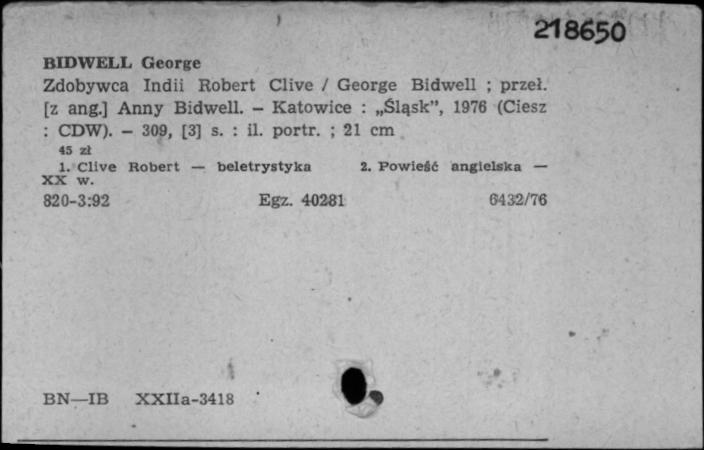 218650
BIDWELL George
Zdobywca Indii Robert Clive / George Bidwell ; przeł.
[z ang.] Anny Bidwell. — Katowice : „Śląsk”, 1976 (Ciesz
: CDW). — 309, [3] s. : il. portr. ; 21 cm
45 zł
1. Clive Robert — beletrystyka 2. Powieść angielska —
XX w.
820-3:92 Egz. 40281 6432/76
BN—IB XXIIa-3418